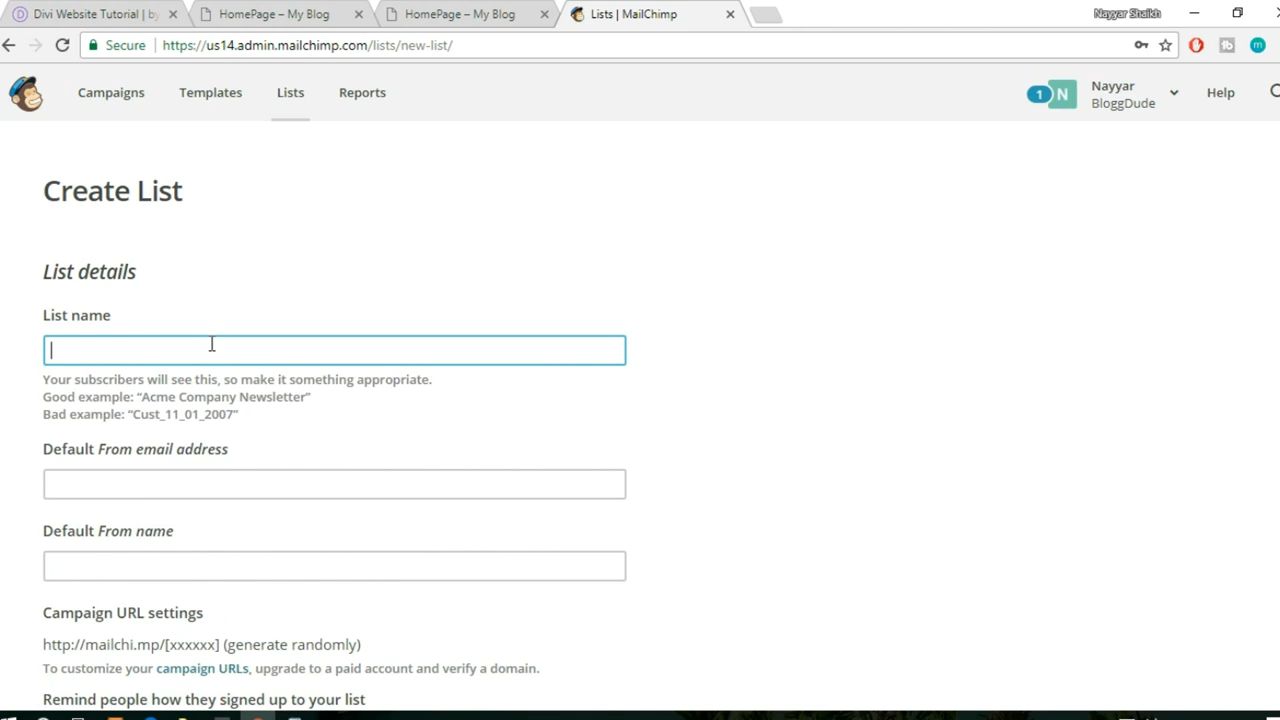 Divi Website Tutorial | by
HomePage – My Blog
HomePage – My Blog
Lists | MailChimp
Nayyar Shaikh
Secure
https://us14.admin.mailchimp.com/lists/new-list/
Campaigns
Templates
Lists
Reports
1
N
Nayyar
BloggDude
Help
Create List
List details
List name
Your subscribers will see this, so make it something appropriate.
Good example: “Acme Company Newsletter”
Bad example: “Cust_11_01_2007”
Default From email address
Default From name
Campaign URL settings
http://mailchi.mp/[xxxxxx] (generate randomly)
To customize your campaign URLs, upgrade to a paid account and verify a domain.
Remind people how they signed up to your list